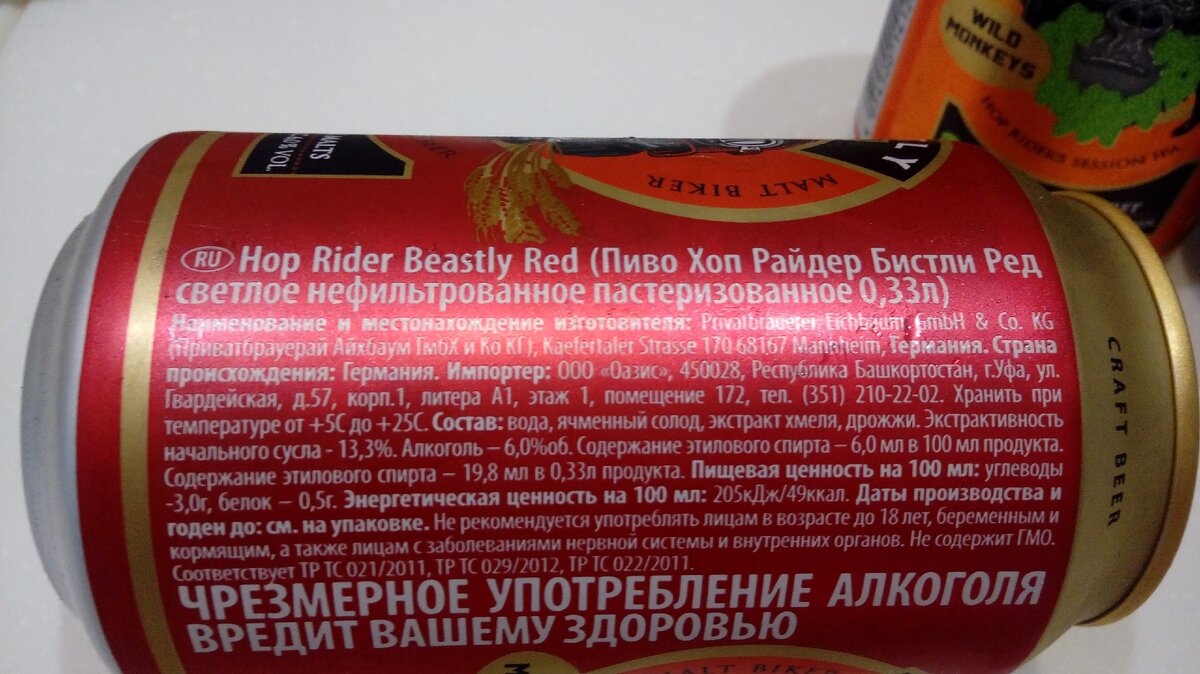 WILD
MONKEYS
HOP RIDER'S SESSION IPA
MALTS
VOL.
MALT BIKER
LY
CRAFT BEER
RU Hop Rider Beastly Red (Пиво Хоп Райдер Бистли Ред
светлое нефильтрованное пастеризованное 0,33л)
Наименование и местонахождение изготовителя: Privatbrauerei Eichbaum GmbH & Co. KG
(Приватбрауерай Айхбаум ГмбХ и Ко КГ), Kaefertaler Strasse 170 68167 Mannheim, Германия. Страна
происхождения: Германия. Импортер: ООО «Оазис», 450028, Республика Башкортостан, г.Уфа, ул.
Гвардейская, д.57, корп.1, литера А1, этаж 1, помещение 172, тел. (351) 210-22-02. Хранить при
температуре от +5С до +25С. Состав: вода, ячменный солод, экстракт хмеля, дрожжи. Экстрактивность
начального сусла - 13,3%. Алкоголь – 6,0%об. Содержание этилового спирта – 6,0 мл в 100 мл продукта.
Содержание этилового спирта – 19,8 мл в 0,33л продукта. Пищевая ценность на 100 мл: углеводы
-3,0г, белок – 0,5г. Энергетическая ценность на 100 мл: 205кДж/49ккал. Даты производства и
годен до: см. на упаковке. Не рекомендуется употреблять лицам в возрасте до 18 лет, беременным и
кормящим, а также лицам с заболеваниями нервной системы и внутренних органов. Не содержит ГМО.
Соответствует ТР ТС 021/2011, ТР ТС 029/2012, ТР ТС 022/2011.
ЧРЕЗМЕРНОЕ УПОТРЕБЛЕНИЕ АЛКОГОЛЯ
ВРЕДИТ ВАШЕМУ ЗДОРОВЬЮ
MALT BIKER